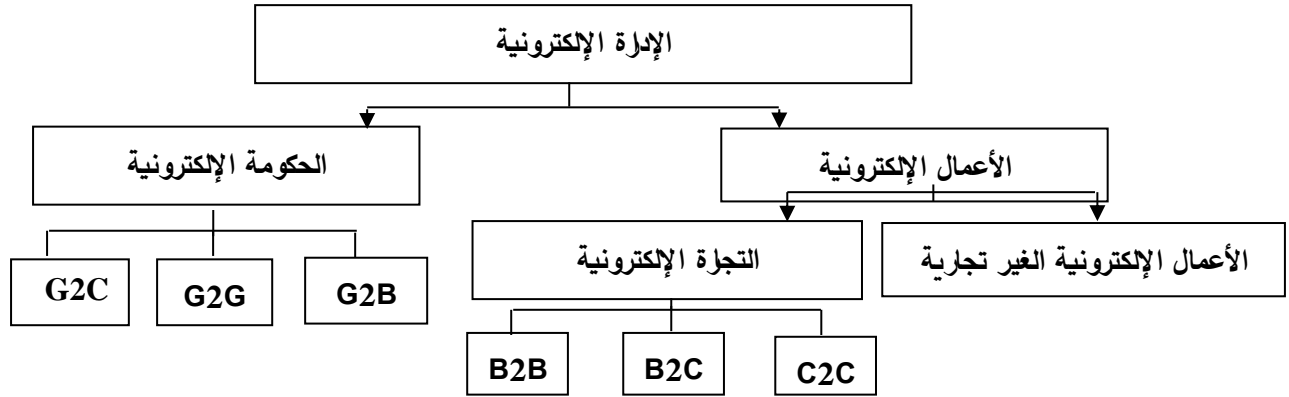 الإدارة الإلكترونية
الأعمال الإلكترونية
الحكومة الإلكترونية
الأعمال الإلكترونية الغير تجارية
التجارة الإلكترونية
G2C
G2G
G2B
B2B
B2C
C2C